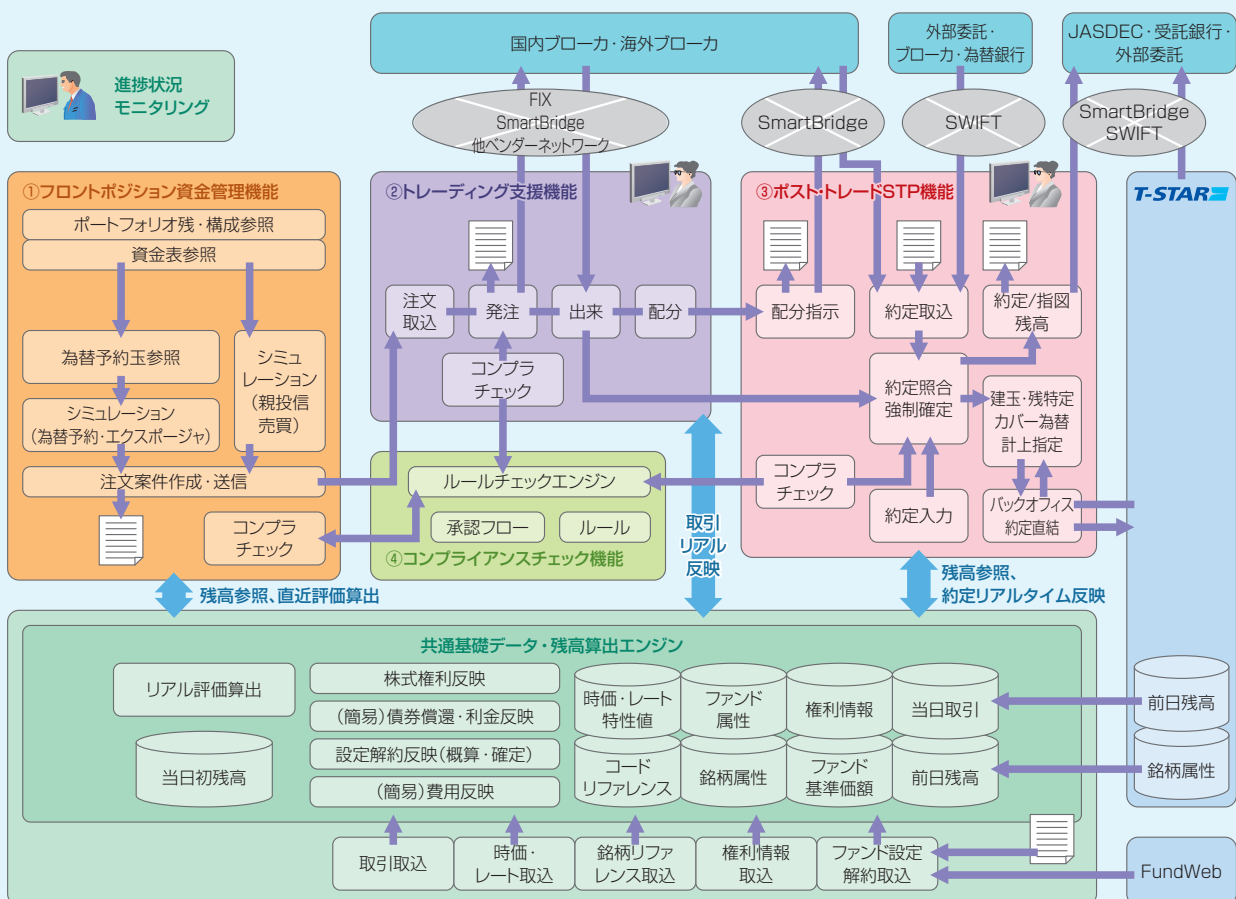 国内ブローカ・海外ブローカ
外部委託・
ブローカ・為替銀行
JASDEC・受託銀行・
外部委託
進捗状況
モニタリング
FIX
SmartBridge
他ベンダーネットワーク
SmartBridge
SWIFT
SmartBridge
SWIFT
①フロントポジション資金管理機能
ポートフォリオ残・構成参照
資金表参照
為替予約玉参照
シミュレーション
(為替予約・エクスポージャ)
シミュ
レーション
(親投信
売買)
注文案件作成・送信
コンプラ
チェック
②トレーディング支援機能
注文
取込
発注
出来
配分
コンプラ
チェック
ルールチェックエンジン
承認フロー
ルール
④コンプライアンスチェック機能
③ポスト・トレードSTP機能
配分指示
約定取込
約定/指図
残高
約定照合
強制確定
建玉・残特定
カバー為替
計上指定
コンプラ
チェック
約定入力
バックオフィス
約定直結
T-STAR
残高参照、直近評価算出
取引
リアル
反映
残高参照、
約定リアルタイム反映
共通基礎データ・残高算出エンジン
リアル評価算出
当日初残高
株式権利反映
(簡易)債券償還・利金反映
設定解約反映(概算・確定)
(簡易)費用反映
時価・レート
特性値
ファンド
属性
権利情報
当日取引
コード
リファレンス
銘柄属性
ファンド
基準価額
前日残高
前日残高
銘柄属性
取引取込
時価・
レート取込
銘柄リファ
レンス取込
権利情報
取込
ファンド設定
解約取込
FundWeb